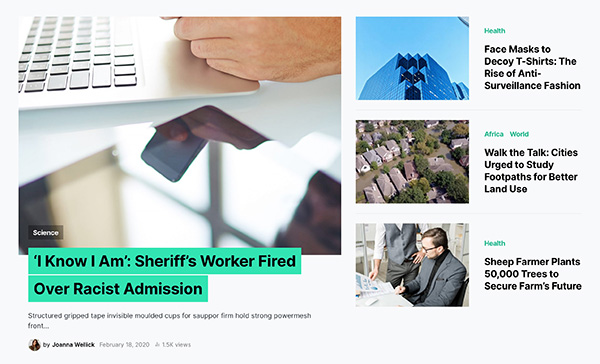 Science
‘I Know I Am’: Sheriff’s Worker Fired
Over Racist Admission
Structured gripped tape invisible moulded cups for sauppor firm hold strong powermesh
front...
by Joanna Wellick February 18, 2020 1.5K views
Health
Face Masks to
Decoy T-Shirts: The
Rise of Anti-
Surveillance Fashion
Africa World
Walk the Talk: Cities
Urged to Study
Footpaths for Better
Land Use
Health
Sheep Farmer Plants
50,000 Trees to
Secure Farm’s Future